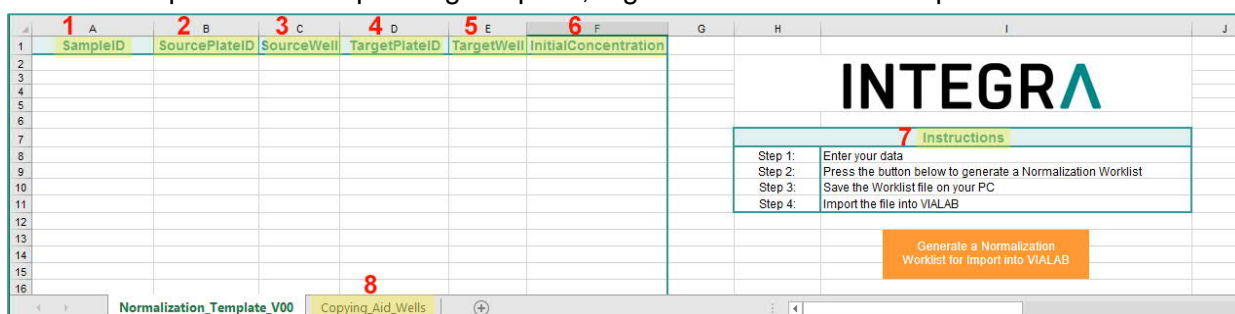 1 A 2 B 3 C 4 D 5 E 6 F G H I J
1 SampleID SourcePlateID SourceWell TargetPlateID TargetWell InitialConcentration
2
3
4
5
INTEGRA
6
7 7 Instructions
8 Step 1: Enter your data
9 Step 2: Press the button below to generate a Normalization Worklist
10 Step 3: Save the Worklist file on your PC
11 Step 4: Import the file into VIALAB
12
13
Generate a Normalization
14
Worklist for Import into VIALAB
15
16
8
Normalization_Template_V00 Copying_Aid_Wells